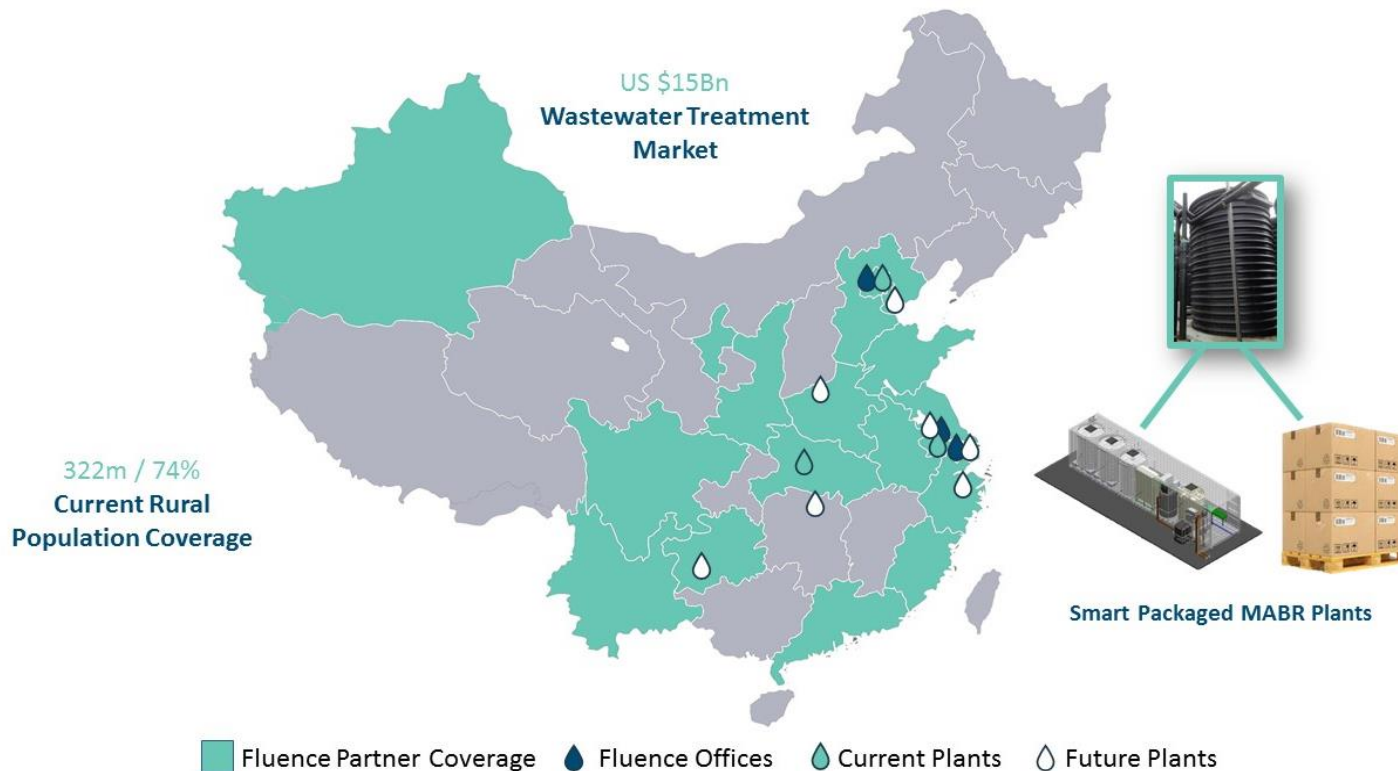 US $15Bn
Wastewater Treatment
Market
322m / 74%
Current Rural
Population Coverage
Smart Packaged MABR Plants
Fluence Partner Coverage
Fluence Offices
Current Plants
Future Plants